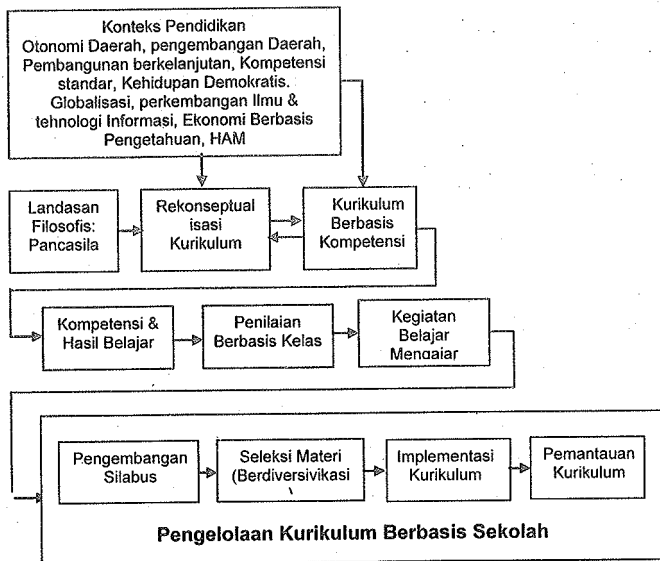 Konteks Pendidikan
Otonomi Daerah, pengembangan Daerah,
Pembangunan berkelanjutan, Kompetensi
standar, Kehidupan Demokratis.
Globalisasi, perkembangan Ilmu &
tehnologi Informasi, Ekonomi Berbasis
Pengetahuan, HAM
Landasan
Filosofis:
Pancasila
Rekonseptual
isasi
Kurikulum
Kurikulum
Berbasis
Kompetensi
Kompetensi &
Hasil Belajar
Penilaian
Berbasis Kelas
Kegiatan
Belajar
Mengajar
Pengembangan
Silabus
Seleksi Materi
(Berdiversivikasi
Implementasi
Kurikulum
Pemantauan
Kurikulum
Pengelolaan Kurikulum Berbasis Sekolah